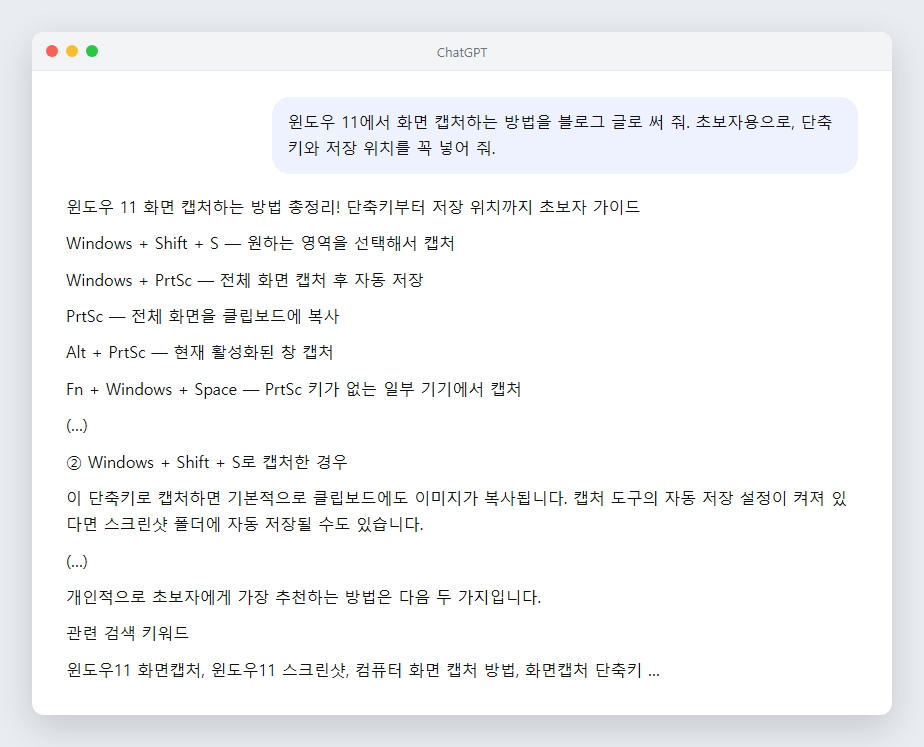 ChatGPT
윈도우 11에서 화면 캡처하는 방법을 블로그 글로 써 줘. 초보자용으로, 단축
키와 저장 위치를 꼭 넣어 줘.
윈도우 11 화면 캡처하는 방법 총정리! 단축키부터 저장 위치까지 초보자 가이드
Windows + Shift + S — 원하는 영역을 선택해서 캡처
Windows + PrtSc — 전체 화면 캡처 후 자동 저장
PrtSc — 전체 화면을 클립보드에 복사
Alt + PrtSc — 현재 활성화된 창 캡처
Fn + Windows + Space — PrtSc 키가 없는 일부 기기에서 캡처
(...)
② Windows + Shift + S로 캡처한 경우
이 단축키로 캡처하면 기본적으로 클립보드에도 이미지가 복사됩니다. 캡처 도구의 자동 저장 설정이 켜져 있
다면 스크린샷 폴더에 자동 저장될 수도 있습니다.
(...)
개인적으로 초보자에게 가장 추천하는 방법은 다음 두 가지입니다.
관련 검색 키워드
윈도우11 화면캡처, 윈도우11 스크린샷, 컴퓨터 화면 캡처 방법, 화면캡처 단축키 ...